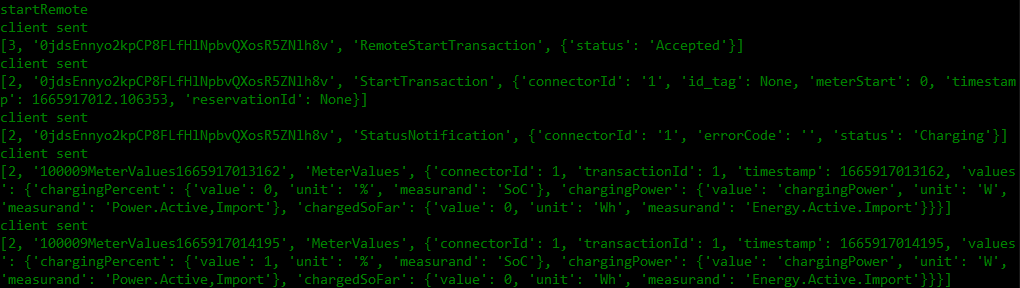 startRemote
client sent
[3, '0jdsEnnyo2kpCP8FLfHlNpbvQXosR5ZNlh8v', 'RemoteStartTransaction', {'status': 'Accepted'}]
client sent
[2, '0jdsEnnyo2kpCP8FLfHlNpbvQXosR5ZNlh8v', 'StartTransaction', {'connectorId': '1', 'id_tag': None, 'meterStart': 0, 'timestam
p': 1665917012.106353, 'reservationId': None}]
client sent
[2, '0jdsEnnyo2kpCP8FLfHlNpbvQXosR5ZNlh8v', 'StatusNotification', {'connectorId': '1', 'errorCode': '', 'status': 'Charging'}]
client sent
[2, '100009MeterValues1665917013162', 'MeterValues', {'connectorId': 1, 'transactionId': 1, 'timestamp': 1665917013162, 'values
': {'chargingPercent': {'value': 0, 'unit': '%', 'measurand': 'SoC'}, 'chargingPower': {'value': 'chargingPower', 'unit': 'W',
'measurand': 'Power.Active,Import'}, 'chargedSoFar': {'value': 0, 'unit': 'Wh', 'measurand': 'Energy.Active.Import'}}}]
client sent
[2, '100009MeterValues1665917014195', 'MeterValues', {'connectorId': 1, 'transactionId': 1, 'timestamp': 1665917014195, 'values
': {'chargingPercent': {'value': 1, 'unit': '%', 'measurand': 'SoC'}, 'chargingPower': {'value': 'chargingPower', 'unit': 'W',
'measurand': 'Power.Active,Import'}, 'chargedSoFar': {'value': 0, 'unit': 'Wh', 'measurand': 'Energy.Active.Import'}}}]